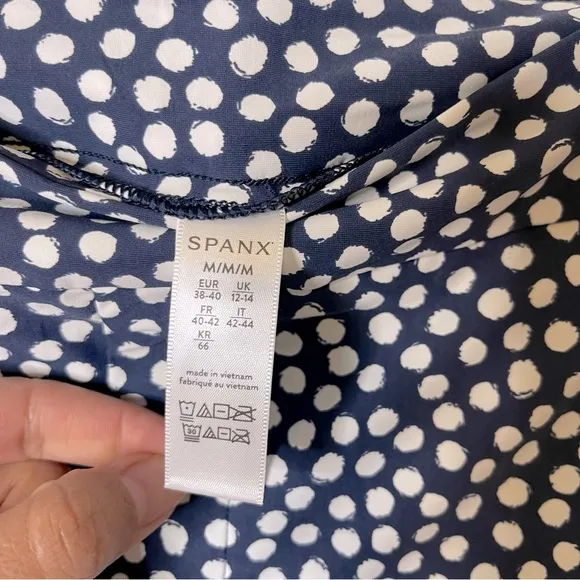 SPANX
M/M/M
EUR UK
38-40 12-14
FR IT
40-42 42-44
KR
66
made in vietnam
fabriqué au vietnam
30